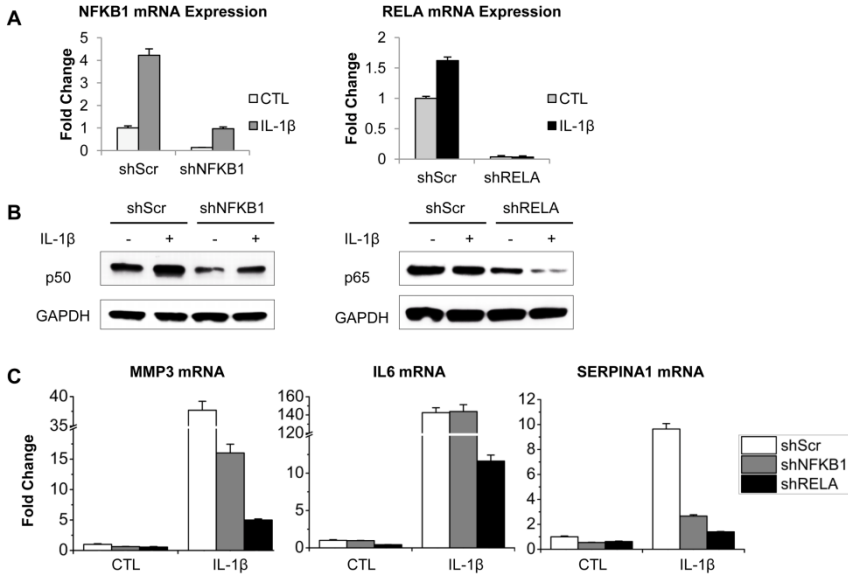 A
NFKB1 mRNA Expression
Fold Change
5
4
3
2
1
0
shScr shNFKB1
CTL
IL-1β
RELA mRNA Expression
Fold Change
2
1.5
1
0.5
0
shScr shRELA
CTL
IL-1β
B
shScr shNFKB1
IL-1β - + - +
p50
GAPDH
shScr shRELA
IL-1β - + - +
p65
GAPDH
C
MMP3 mRNA
Fold Change
40
35
20
15
10
5
0
CTL IL-1β
IL6 mRNA
160
140
120
10
5
0
CTL IL-1β
SERPINA1 mRNA
12
10
8
6
4
2
0
CTL IL-1β
shScr
shNFKB1
shRELA